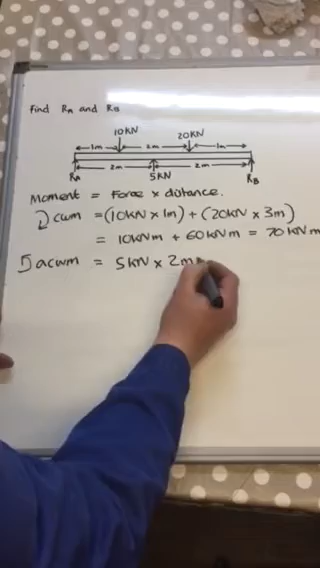 Find RA and RB
10KN 20KN
1m 2m 1m
2m 2m
RA 5KN RB
Moment = Force × distance.
cwm = (10KN × 1m) + (20KN × 3m)
= 10KNm + 60KNm = 70KNm
acwm = 5KN × 2m